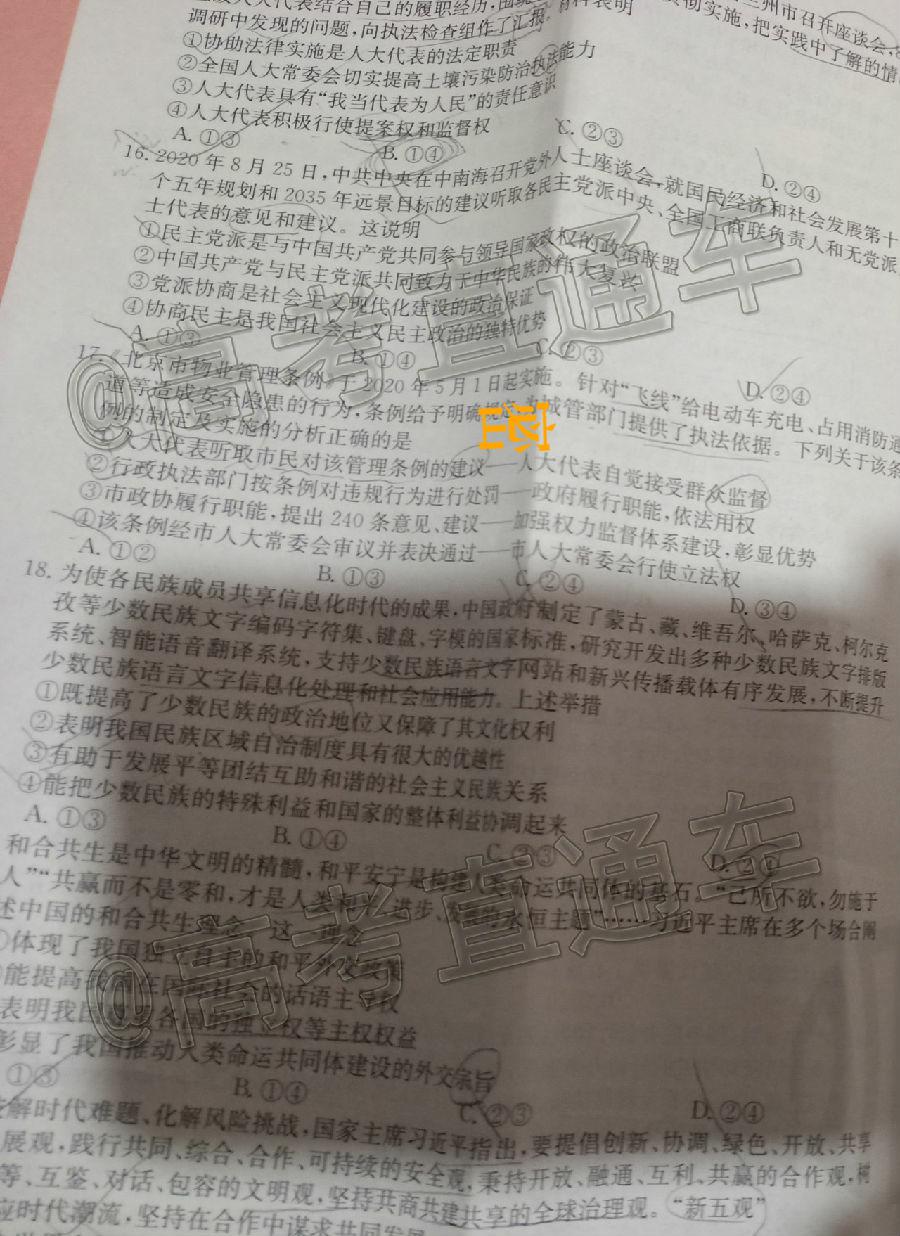 人大代表结合自己的履职经历,
兰州市召开座谈会,
调研中发现的问题,向执法检查组作了汇报。材料表明
彻实施,把实践中了解的情
①协助法律实施是人大代表的法定职责
②全国人大常委会切实提高土壤污染防治执法能力
③人大代表具有“我当代表为人民”的责任意识
④人大代表积极行使提案权和监督权
A. ①③ B. ①④ C. ②③ D. ②④
16. 2020 年 8 月 25 日,中共中央在中南海召开党外人士座谈会,就国民经济和社会发展第十
个五年规划和 2035 年远景目标的建议听取各民主党派中央、全国工商联负责人和无党派
士代表的意见和建议。这说明
①民主党派是与中国共产党共同参与领导国家政权的政治联盟
②中国共产党与民主党派共同致力于中华民族的伟大复兴
③党派协商是社会主义现代化建设的政治保证
④协商民主是我国社会主义民主政治的独特优势
A. ①③ B. ①④ C. ②③ D. ②④
17. 《北京市物业管理条例》于 2020 年 5 月 1 日起实施。针对“飞线”给电动车充电、占用消防通
道等造成安全隐患的行为,条例给予明确规定,为城管部门提供了执法依据。下列关于该条
例的制定及实施的分析正确的是
①人大代表听取市民对该管理条例的建议——人大代表自觉接受群众监督
②行政执法部门按条例对违规行为进行处罚——政府履行职能,依法用权
③市政协履行职能,提出 240 条意见、建议——加强权力监督体系建设,彰显优势
④该条例经市人大常委会审议并表决通过——市人大常委会行使立法权
A. ①② B. ①③ C. ②④ D. ③④
18. 为使各民族成员共享信息化时代的成果,中国政府制定了蒙古、藏、维吾尔、哈萨克、柯尔克
孜等少数民族文字编码字符集、键盘、字模的国家标准,研究开发出多种少数民族文字排版
系统、智能语音翻译系统,支持少数民族语言文字网站和新兴传播载体有序发展,不断提升
少数民族语言文字信息化处理和社会应用能力。上述举措
①既提高了少数民族的政治地位又保障了其文化权利
②表明我国民族区域自治制度具有很大的优越性
③有助于发展平等团结互助和谐的社会主义民族关系
④能把少数民族的特殊利益和国家的整体利益协调起来
A. ①③ B. ①④ C. ②③ D. ②④
和合共生是中华文明的精髓,和平安宁是构建人类命运共同体的基石。“己所不欲,勿施于
人”“共赢而不是零和,才是人类和平、进步、发展的永恒主题”……习近平主席在多个场合阐
述中国的和合共生理念。这一理念
①体现了我国独立自主的和平外交政策
能提高我国在国际社会的话语主导权
表明我国尊重各国的独立权等主权权益
彰显了我国推动人类命运共同体建设的外交宗旨
①③ B. ①④ C. ②③ D. ②④
解时代难题、化解风险挑战,国家主席习近平指出,要提倡创新、协调、绿色、开放、共享
展观,践行共同、综合、合作、可持续的安全观,秉持开放、融通、互利、共赢的合作观,树
等、互鉴、对话、包容的文明观,坚持共商共建共享的全球治理观。“新五观”
应时代潮流,坚持在合作中谋求共同发展
@高考直通车
@高考直通车